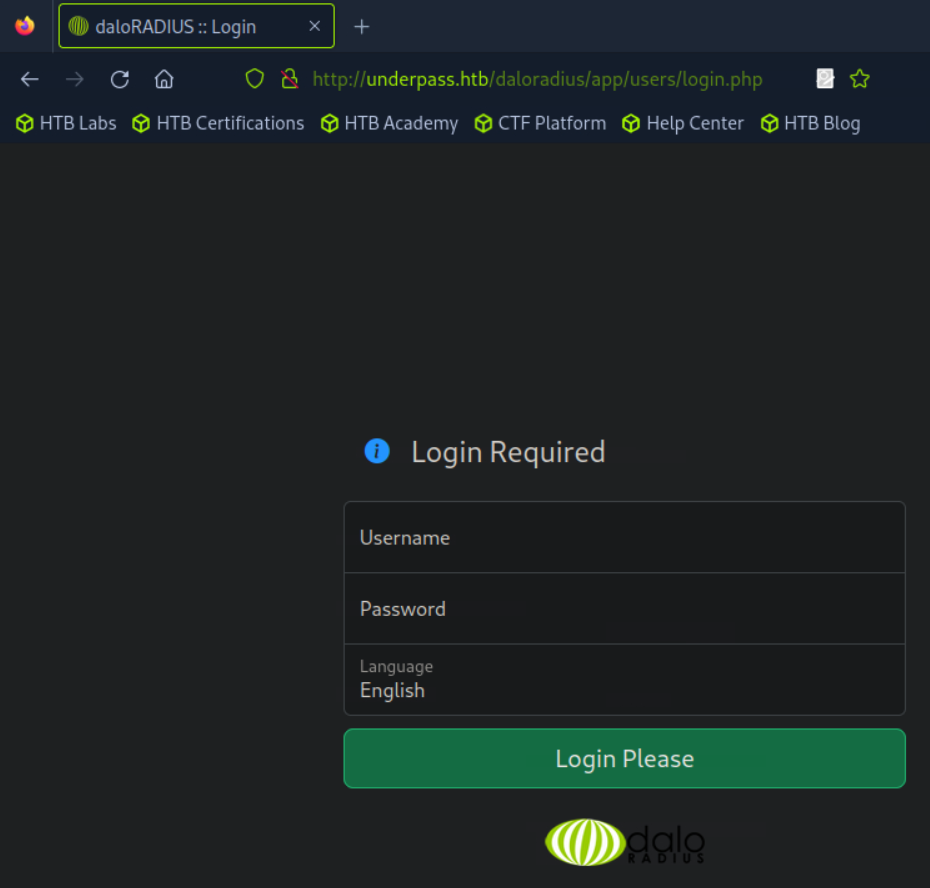 daloRADIUS :: Login
http://underpass.htb/daloradius/app/users/login.php
HTB Labs HTB Certifications HTB Academy CTF Platform Help Center HTB Blog
i Login Required
Username
Password
Language
English
Login Please
dalo
RADIUS